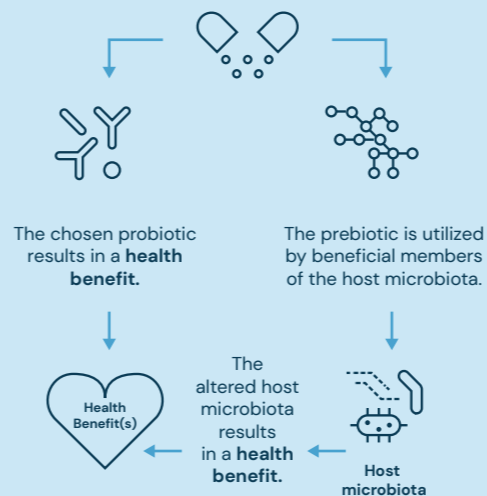 The chosen probiotic
results in a health
benefit.
The prebiotic is utilized
by beneficial members
of the host microbiota.
Health
Benefit(s)
The
altered host
microbiota
results
in a health
benefit.
Host
microbiota